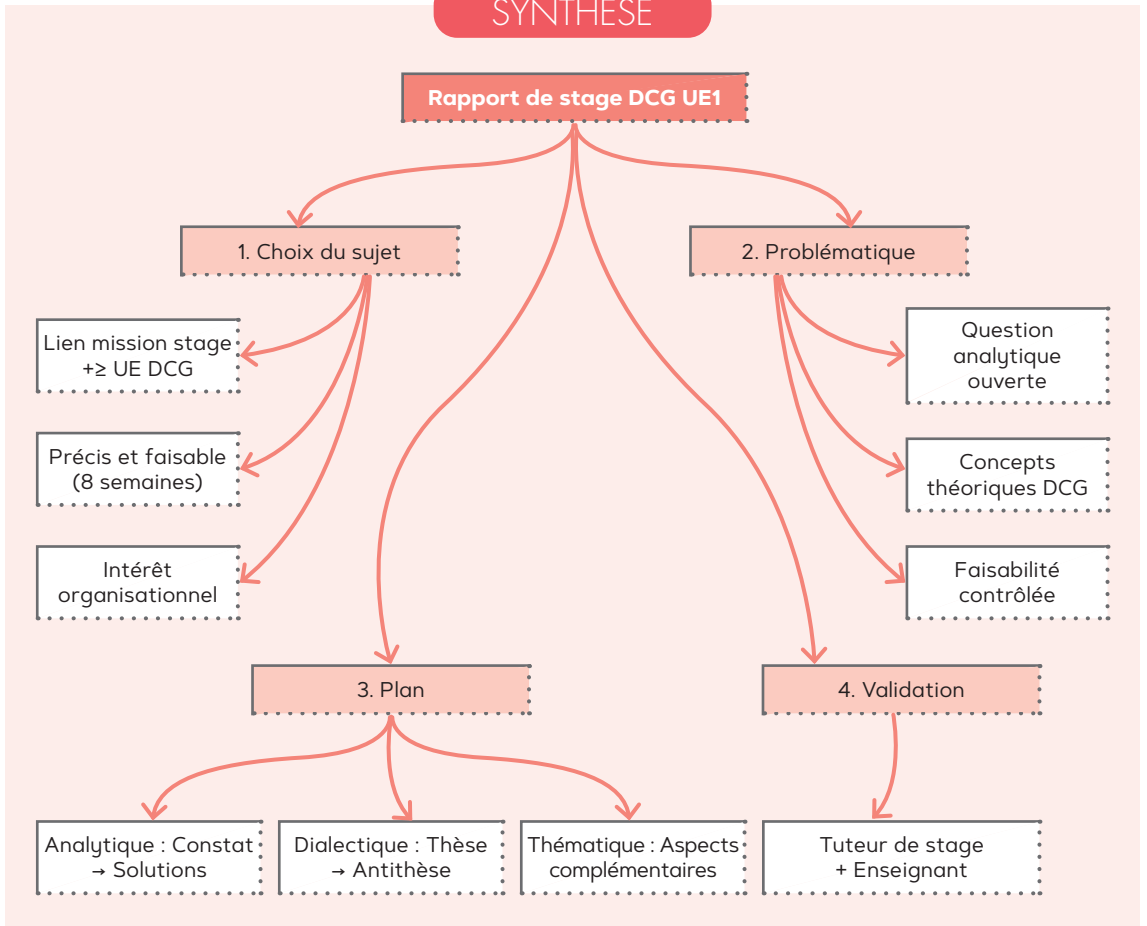 SYNTHÈSE
Rapport de stage DCG UE1
1. Choix du sujet
2. Problématique
Lien mission stage
+≥ UE DCG
Précis et faisable
(8 semaines)
Intérêt
organisationnel
Question
analytique
ouverte
Concepts
théoriques DCG
Faisabilité
contrôlée
3. Plan
4. Validation
Analytique : Constat
→ Solutions
Dialectique : Thèse
→ Antithèse
Thématique : Aspects
complémentaires
Tuteur de stage
+ Enseignant